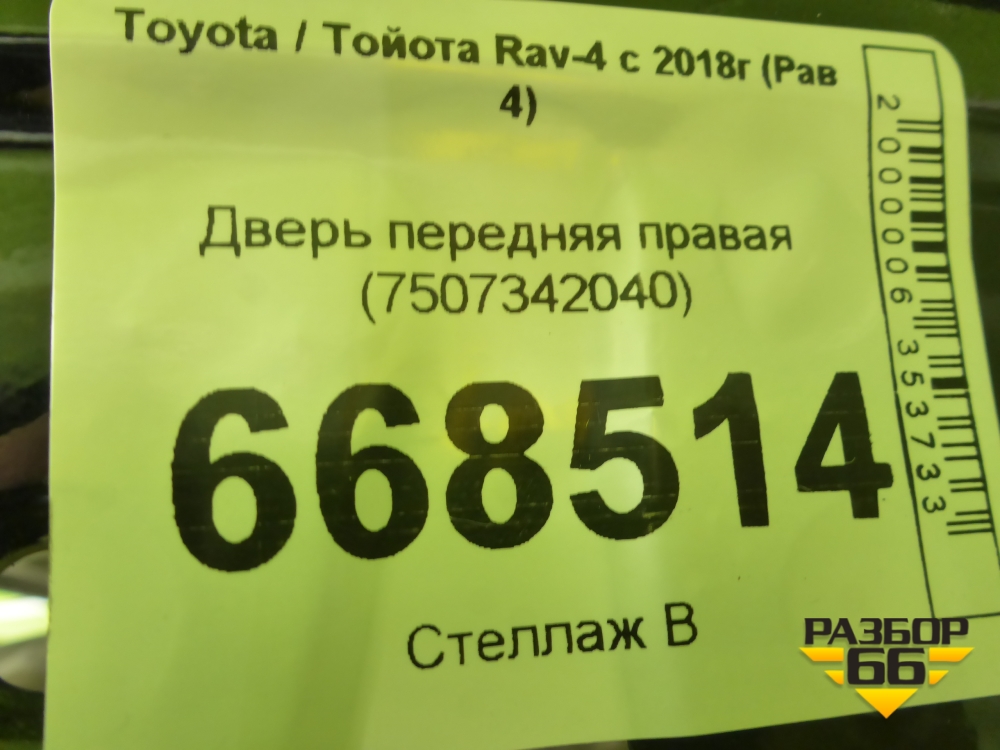 Toyota / Тойота Rav-4 с 2018г (Рав
4)
Дверь передняя правая
(7507342040)
668514
Стеллаж В
2000006353733
РАЗБОР
66